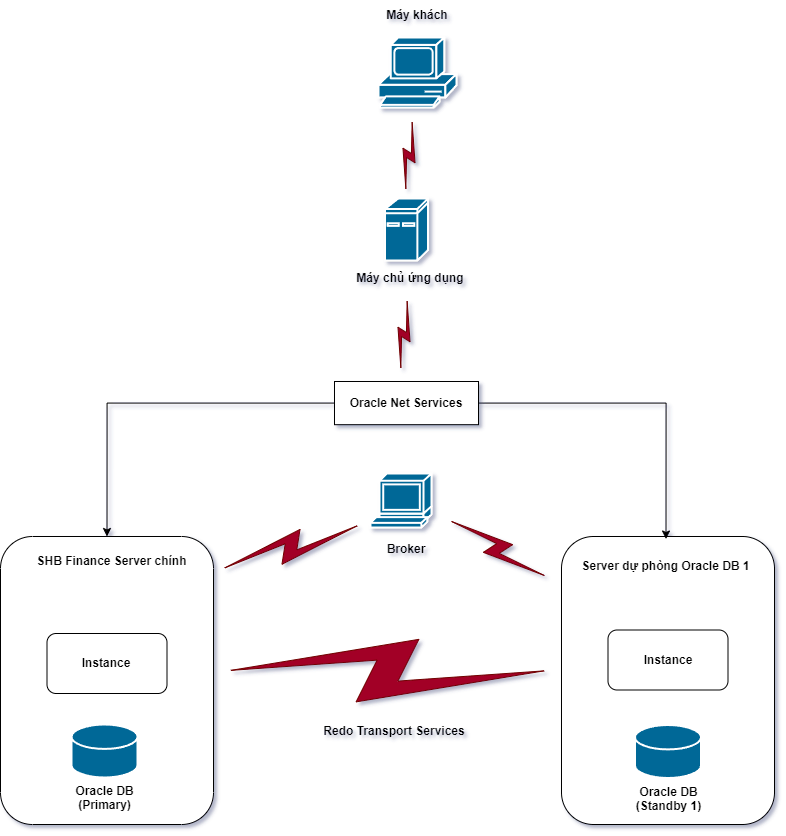 Máy khách
Máy chủ ứng dụng
Oracle Net Services
Broker
SHB Finance Server chính
Server dự phòng Oracle DB 1
Instance
Instance
Redo Transport Services
Oracle DB
(Primary)
Oracle DB
(Standby 1)